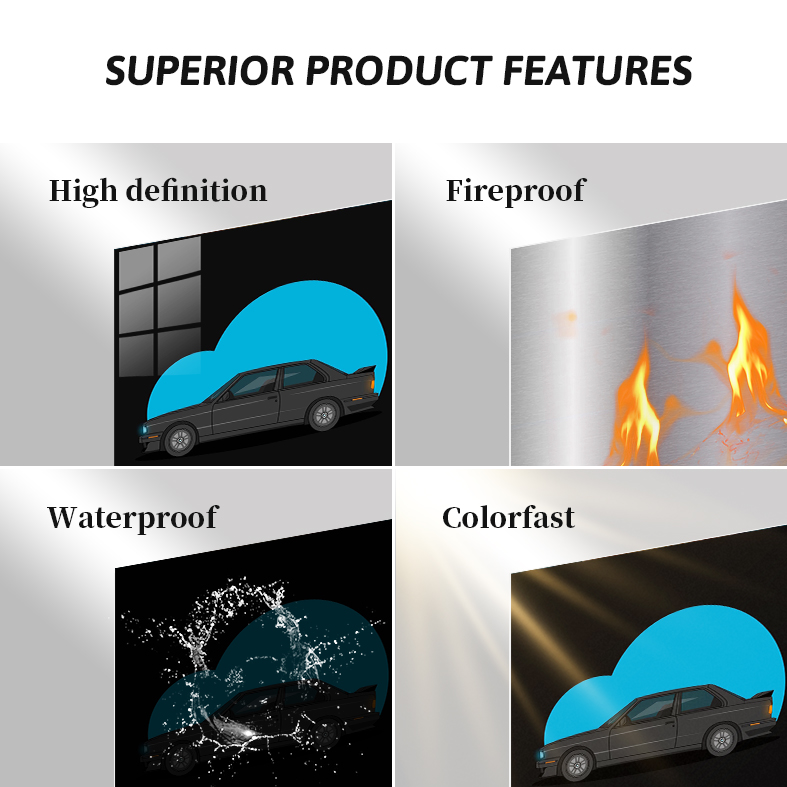 SUPERIOR PRODUCT FEATURES
High definition
Fireproof
Waterproof
Colorfast